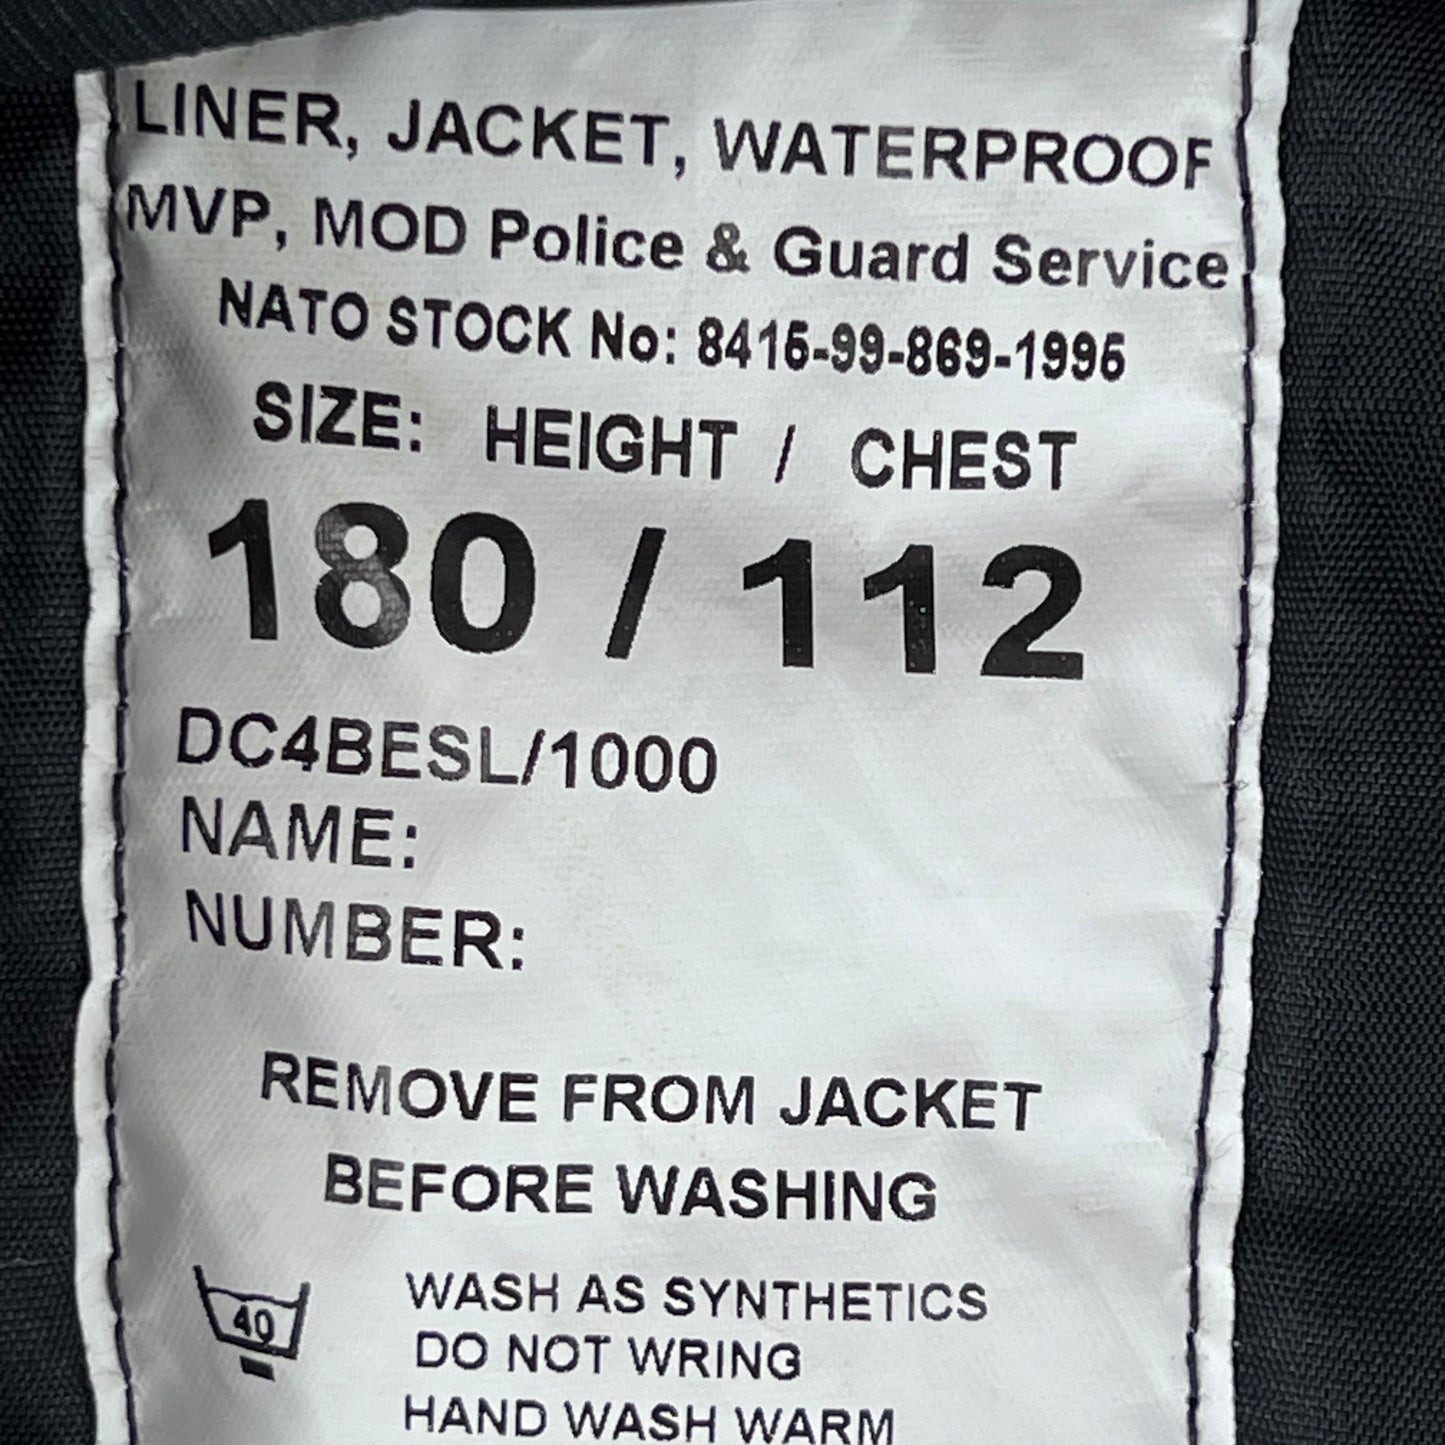 LINER, JACKET, WATERPROOF
MVP, MOD Police & Guard Service
NATO STOCK No: 8415-99-869-1995
SIZE: HEIGHT / CHEST
180 / 112
DC4BESL/1000
NAME:
NUMBER:
REMOVE FROM JACKET
BEFORE WASHING
40
WASH AS SYNTHETICS
DO NOT WRING
HAND WASH WARM